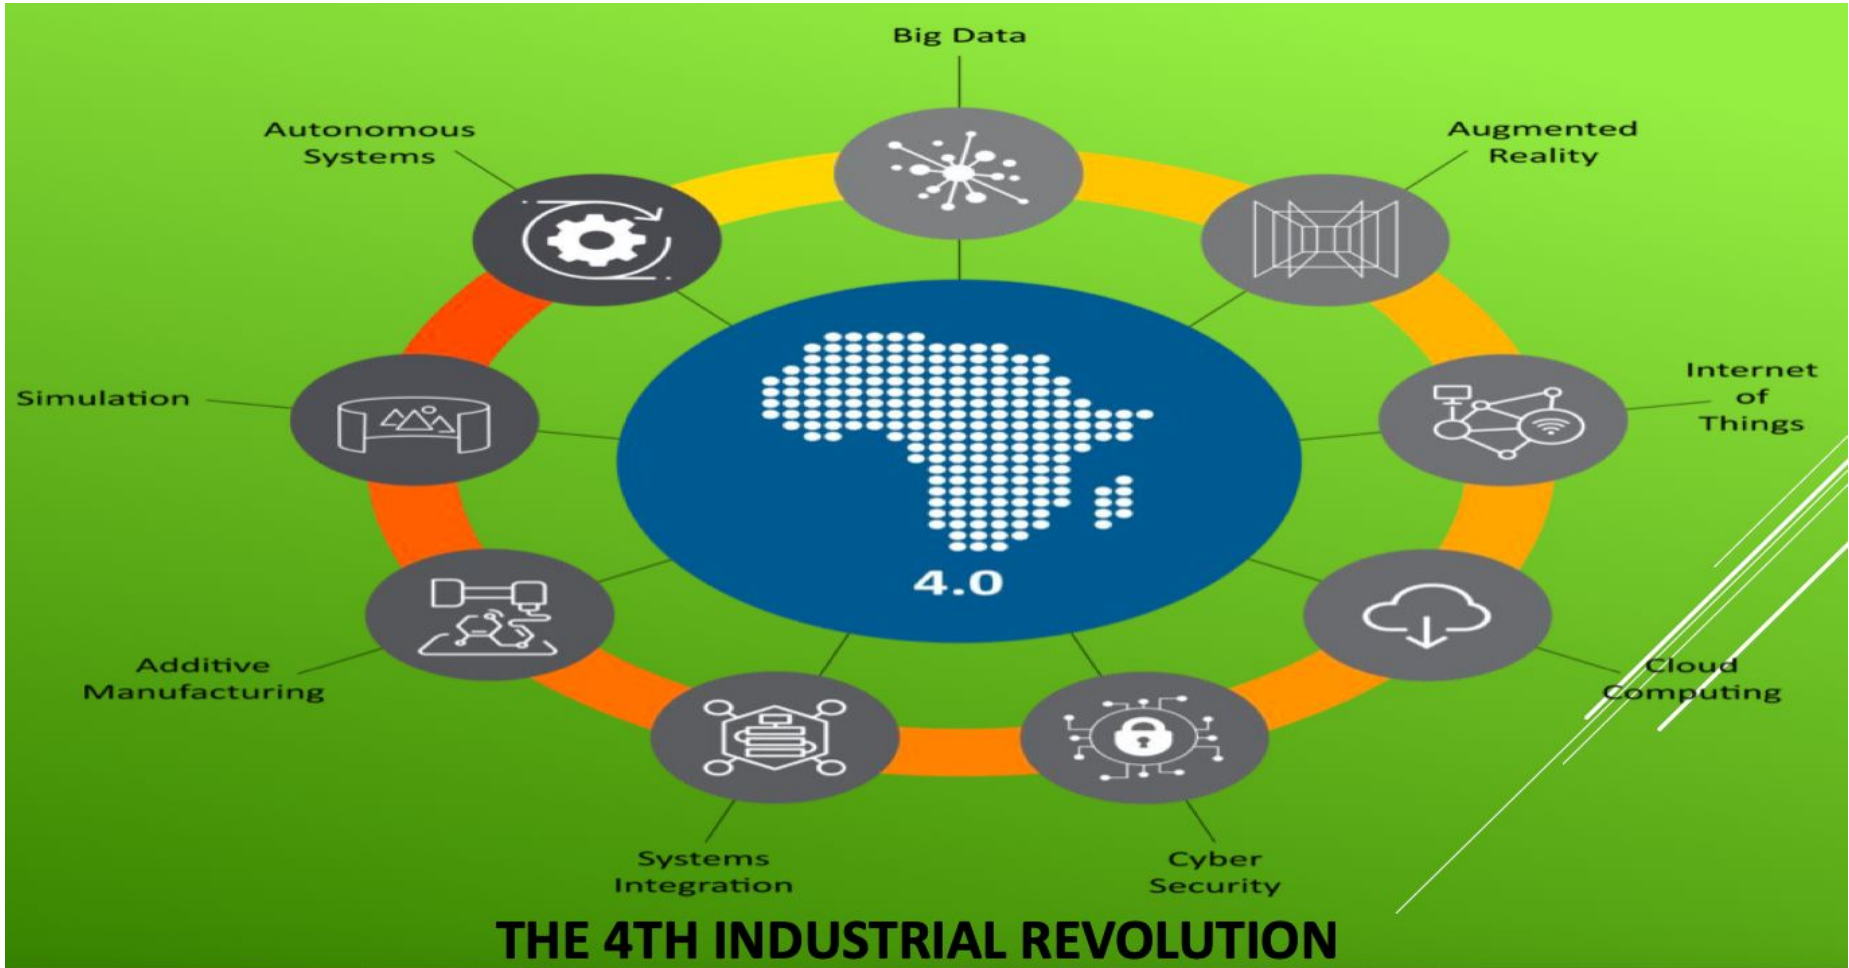 Big Data
Autonomous
Systems
Augmented
Reality
Internet
of
Things
Simulation
4.0
Additive
Manufacturing
Cloud
Computing
Systems
Integration
Cyber
Security
THE 4TH INDUSTRIAL REVOLUTION